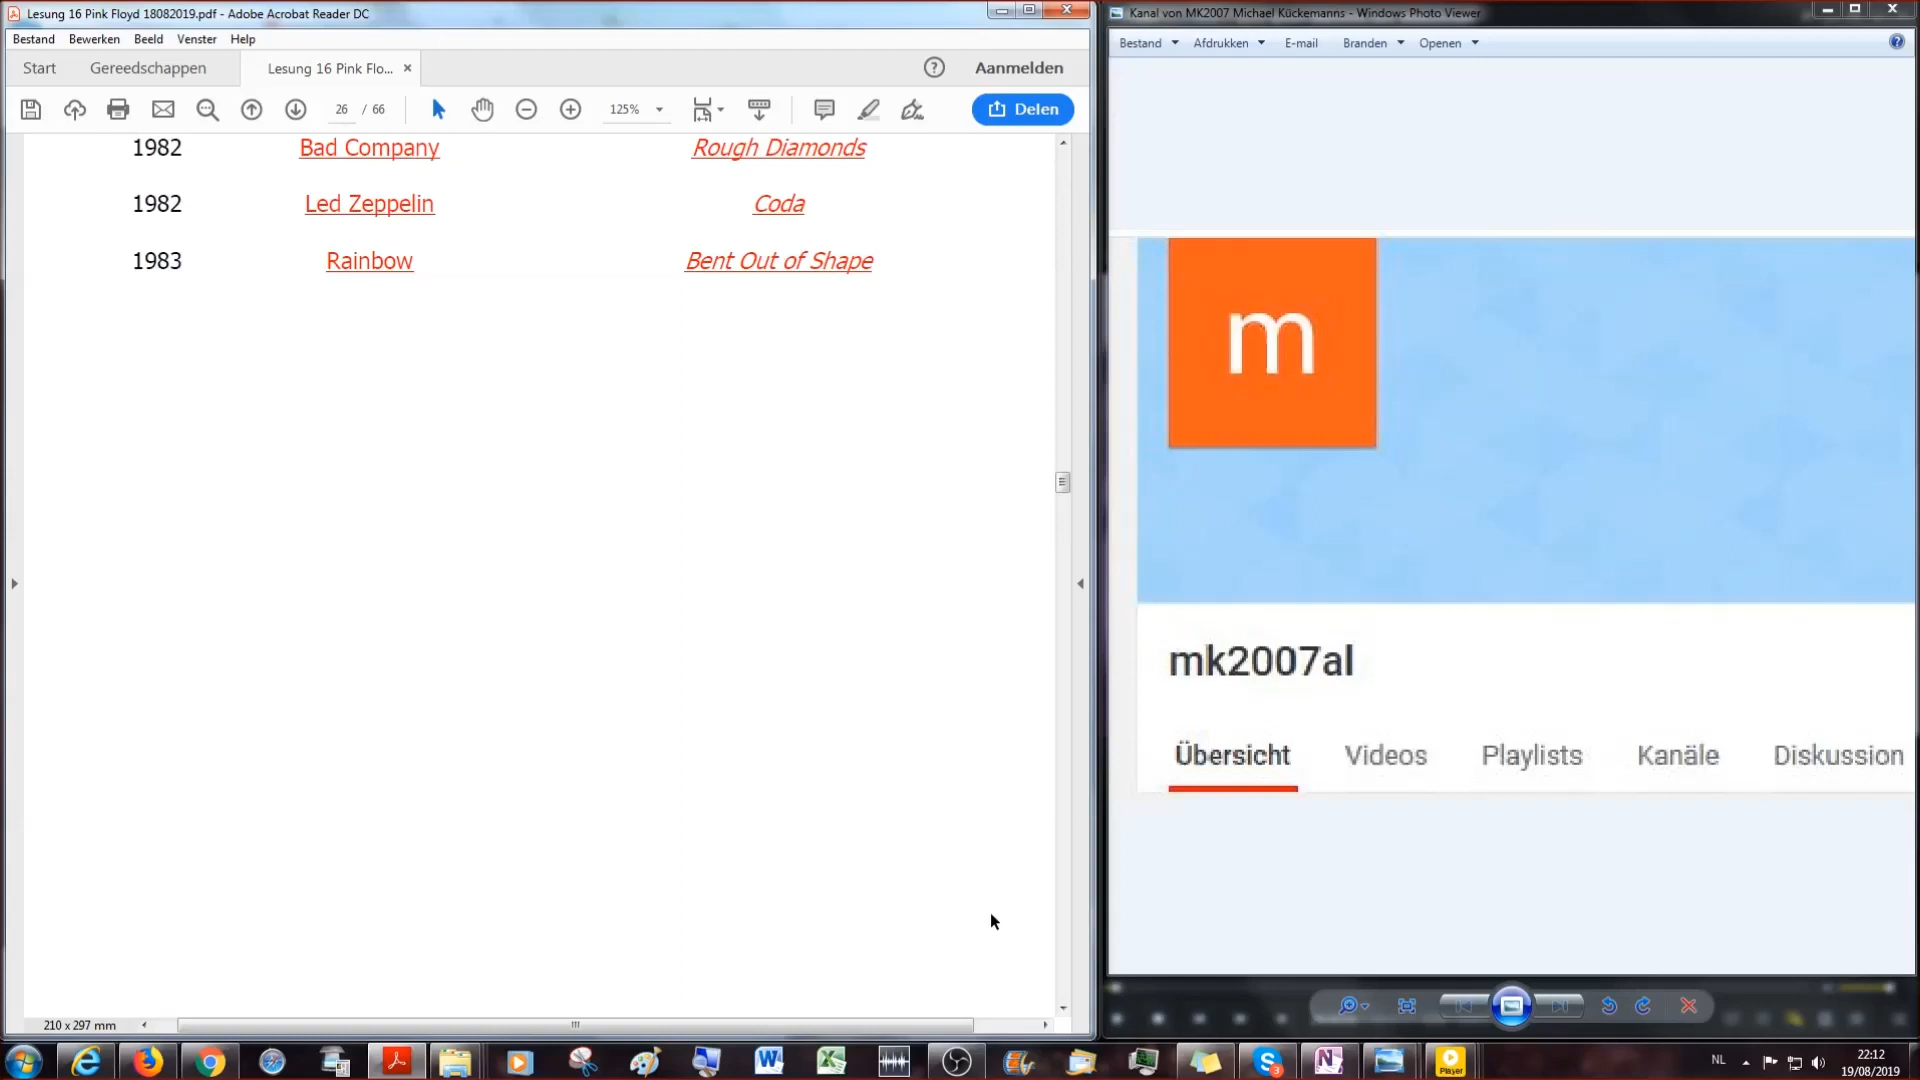 Lesung 16 Pink Floyd 18082019.pdf - Adobe Acrobat Reader DC
Bestand Bewerken Beeld Venster Help
Start Gereedschappen Lesung 16 Pink Flo... × Aanmelden
26 / 66 125% Delen
1982 Bad Company Rough Diamonds
1982 Led Zeppelin Coda
1983 Rainbow Bent Out of Shape
210 x 297 mm
Kanal von MK2007 Michael Kückemanns - Windows Photo Viewer
Bestand Afdrukken E-mail Branden Openen
m
mk2007al
Übersicht Videos Playlists Kanäle Diskussion
Player
3
NL
22:12
19/08/2019